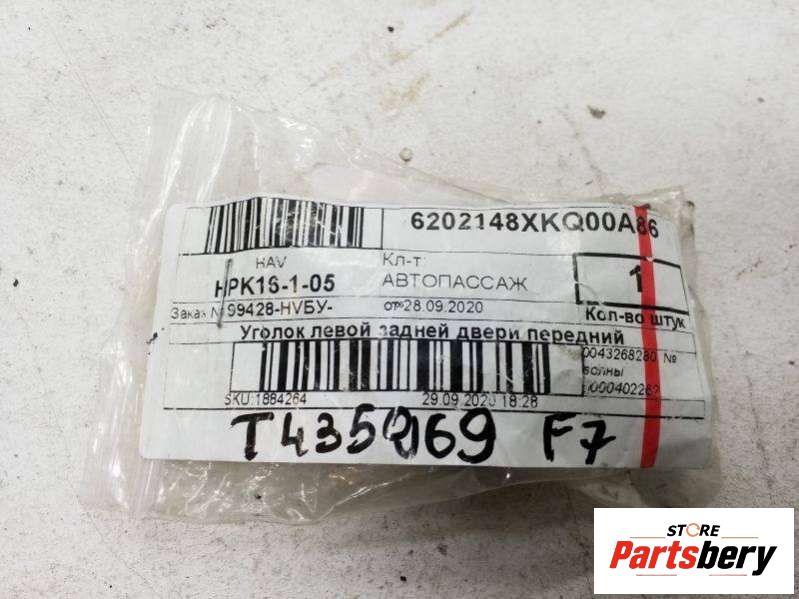 6202148XKQ00A86
HAV
HPK16-1-05
Кл-т:
АВТОПАССАЖ
1
Заказ № 99428-HVБУ-
от 28.09.2020
Кол-во штук
Уголок левой задней двери передний
0043268280 №
волны
SKU:1884264
29.09.2020 18:28
F7
STORE
Partsbery